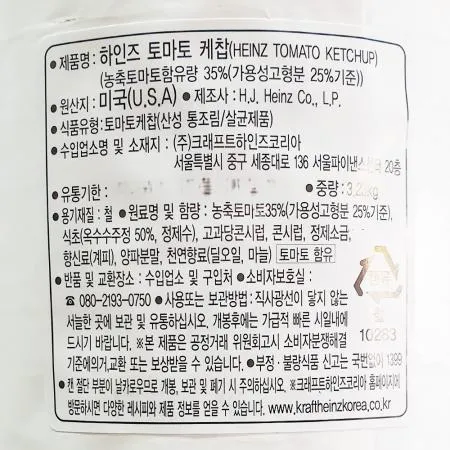 • 제품명 : 하인즈 토마토 케찹(HEINZ TOMATO KETCHUP)
(농축토마토함유량 35%(가용성고형분 25%기준))
• 원산지 : 미국(U.S.A) • 제조사 : H.J. Heinz Co., L.P.
• 식품유형:토마토케찹(산성 통조림/살균제품)
• 수입업소명 및 소재지 : (주)크래프트하인즈코리아
서울특별시 중구 세종대로 136 서울파이낸스센터 20층
• 유통기한 :
• 중량 :
• 용기재질 : 철 • 원료명 및 함량 : 농축토마토35%(가용성고형분 25%기준),
식초(옥수수주정 50%, 정제수), 고과당콘시럽, 콘시럽, 정제소금,
향신료(계피), 양파분말, 천연향료(딜오일, 마늘) 토마토 함유
• 반품 및 교환장소 : 수입업소 및 구입처 • 소비자보호실 :
☎ 080-2193-0750 • 사용또는 보관방법:직사광선이 닿지 않는
서늘한 곳에 보관 및 유통하십시오. 개봉후에는 가급적 빠른 시일내에
드시기 바랍니다. ※본 제품은 공정거래 위원회고시 소비자분쟁해결
기준에의거,교환 또는 보상받을 수 있습니다. • 부정·불량식품 신고는 국번없이 1399
• 캔 절단 부분이 날카로우므로 개봉, 보관 및 폐기 시 주의하십시오. ※크래프트하인즈코리아 홈페이지에
방문하시면 다양한 레시피와 제품 정보를 얻을 수 있습니다. www.kraftheinzkorea.co.kr
캔류
철
10283